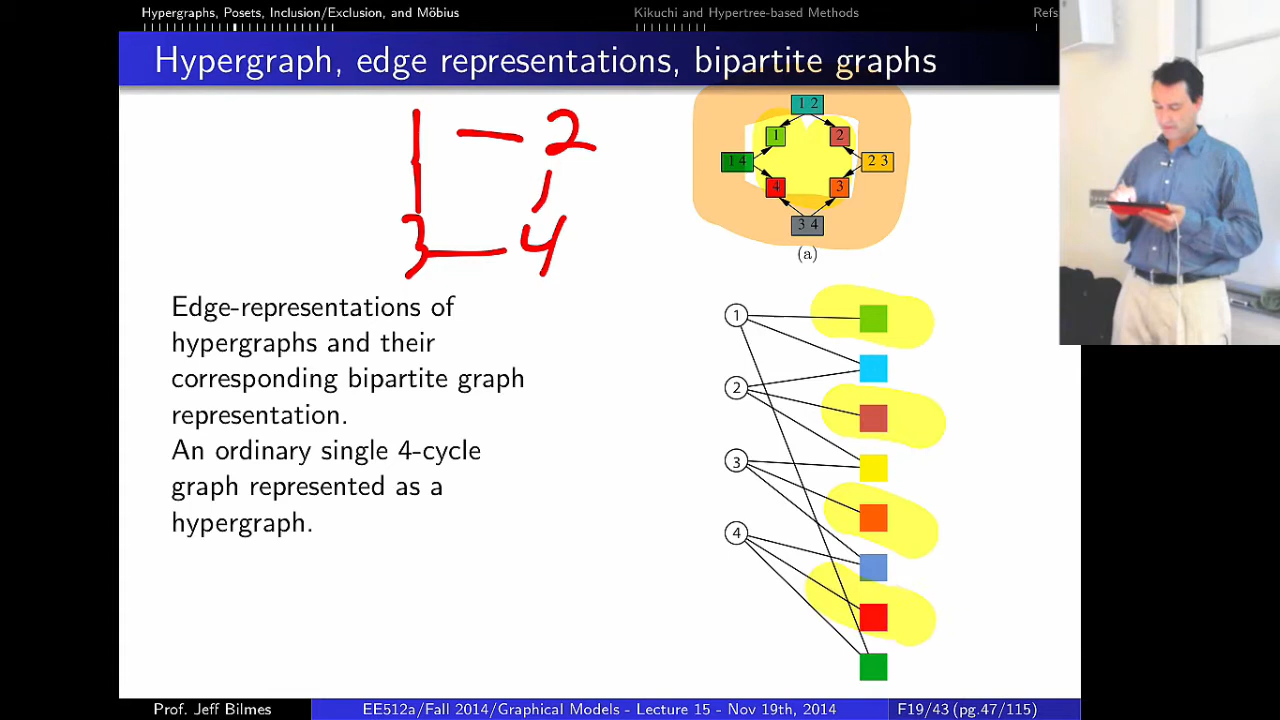 Hypergraphs, Posets, Inclusion/Exclusion, and Möbius
Kikuchi and Hypertree-based Methods
Refs
Hypergraph, edge representations, bipartite graphs
1 2
3 4
1 2
1
2
1 4
2 3
4
3
3 4
(a)
Edge-representations of
hypergraphs and their
corresponding bipartite graph
representation.
An ordinary single 4-cycle
graph represented as a
hypergraph.
1
2
3
4
Prof. Jeff Bilmes
EE512a/Fall 2014/Graphical Models - Lecture 15 - Nov 19th, 2014
F19/43 (pg.47/115)